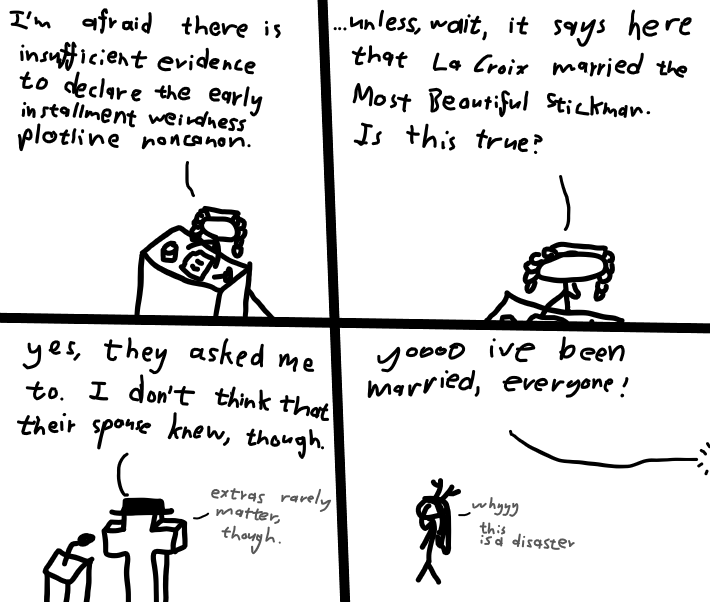 I'm afraid there is
insufficient evidence
to declare the early
installment weirdness
plotline noncanon.
...unless, wait, it says here
that La Croix married the
Most Beautiful Stickman.
Is this true?
yes, they asked me
to. I don't think that
their spouse knew, though.
extras rarely
matter,
though.
yoooo ive been
married, everyone!
whyyy
this
is a disaster